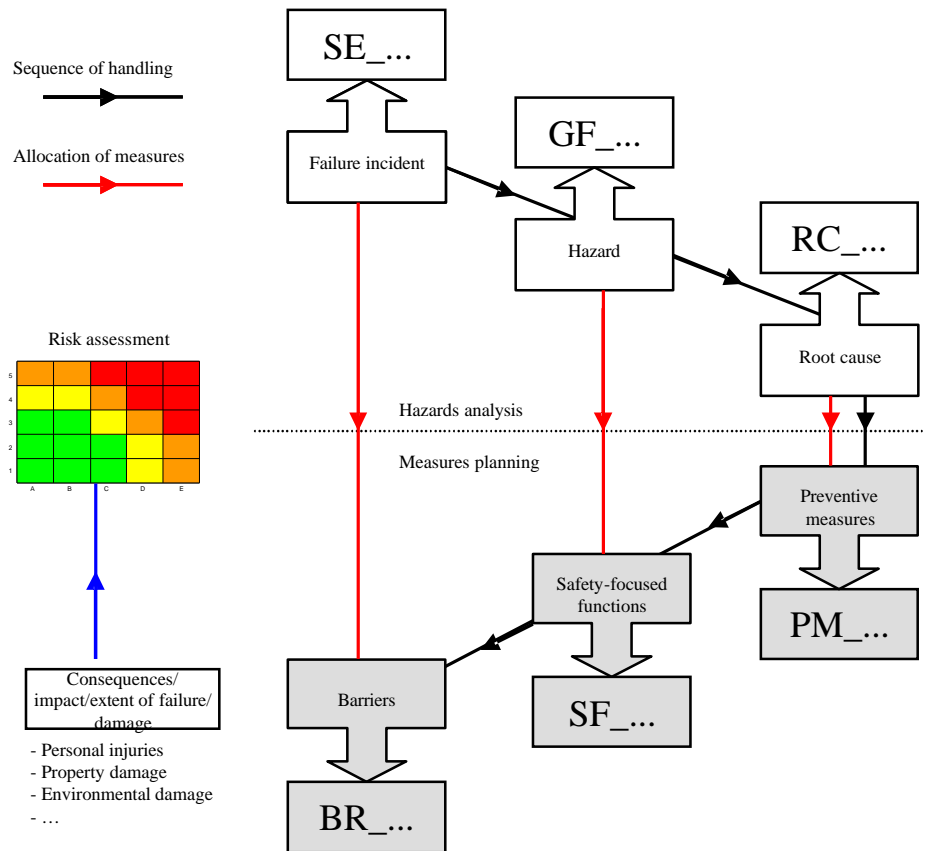 SE_...
Sequence of handling
GF_...
Allocation of measures
Failure incident
RC_...
Hazard
Risk assessment
Root cause
5
4
3
2
1
A B C D E
Hazards analysis
Measures planning
Preventive
measures
Safety-focused
functions
PM_...
Consequences/
impact/extent of failure/
damage
Barriers
SF_...
- Personal injuries
- Property damage
- Environmental damage
- …
BR_...